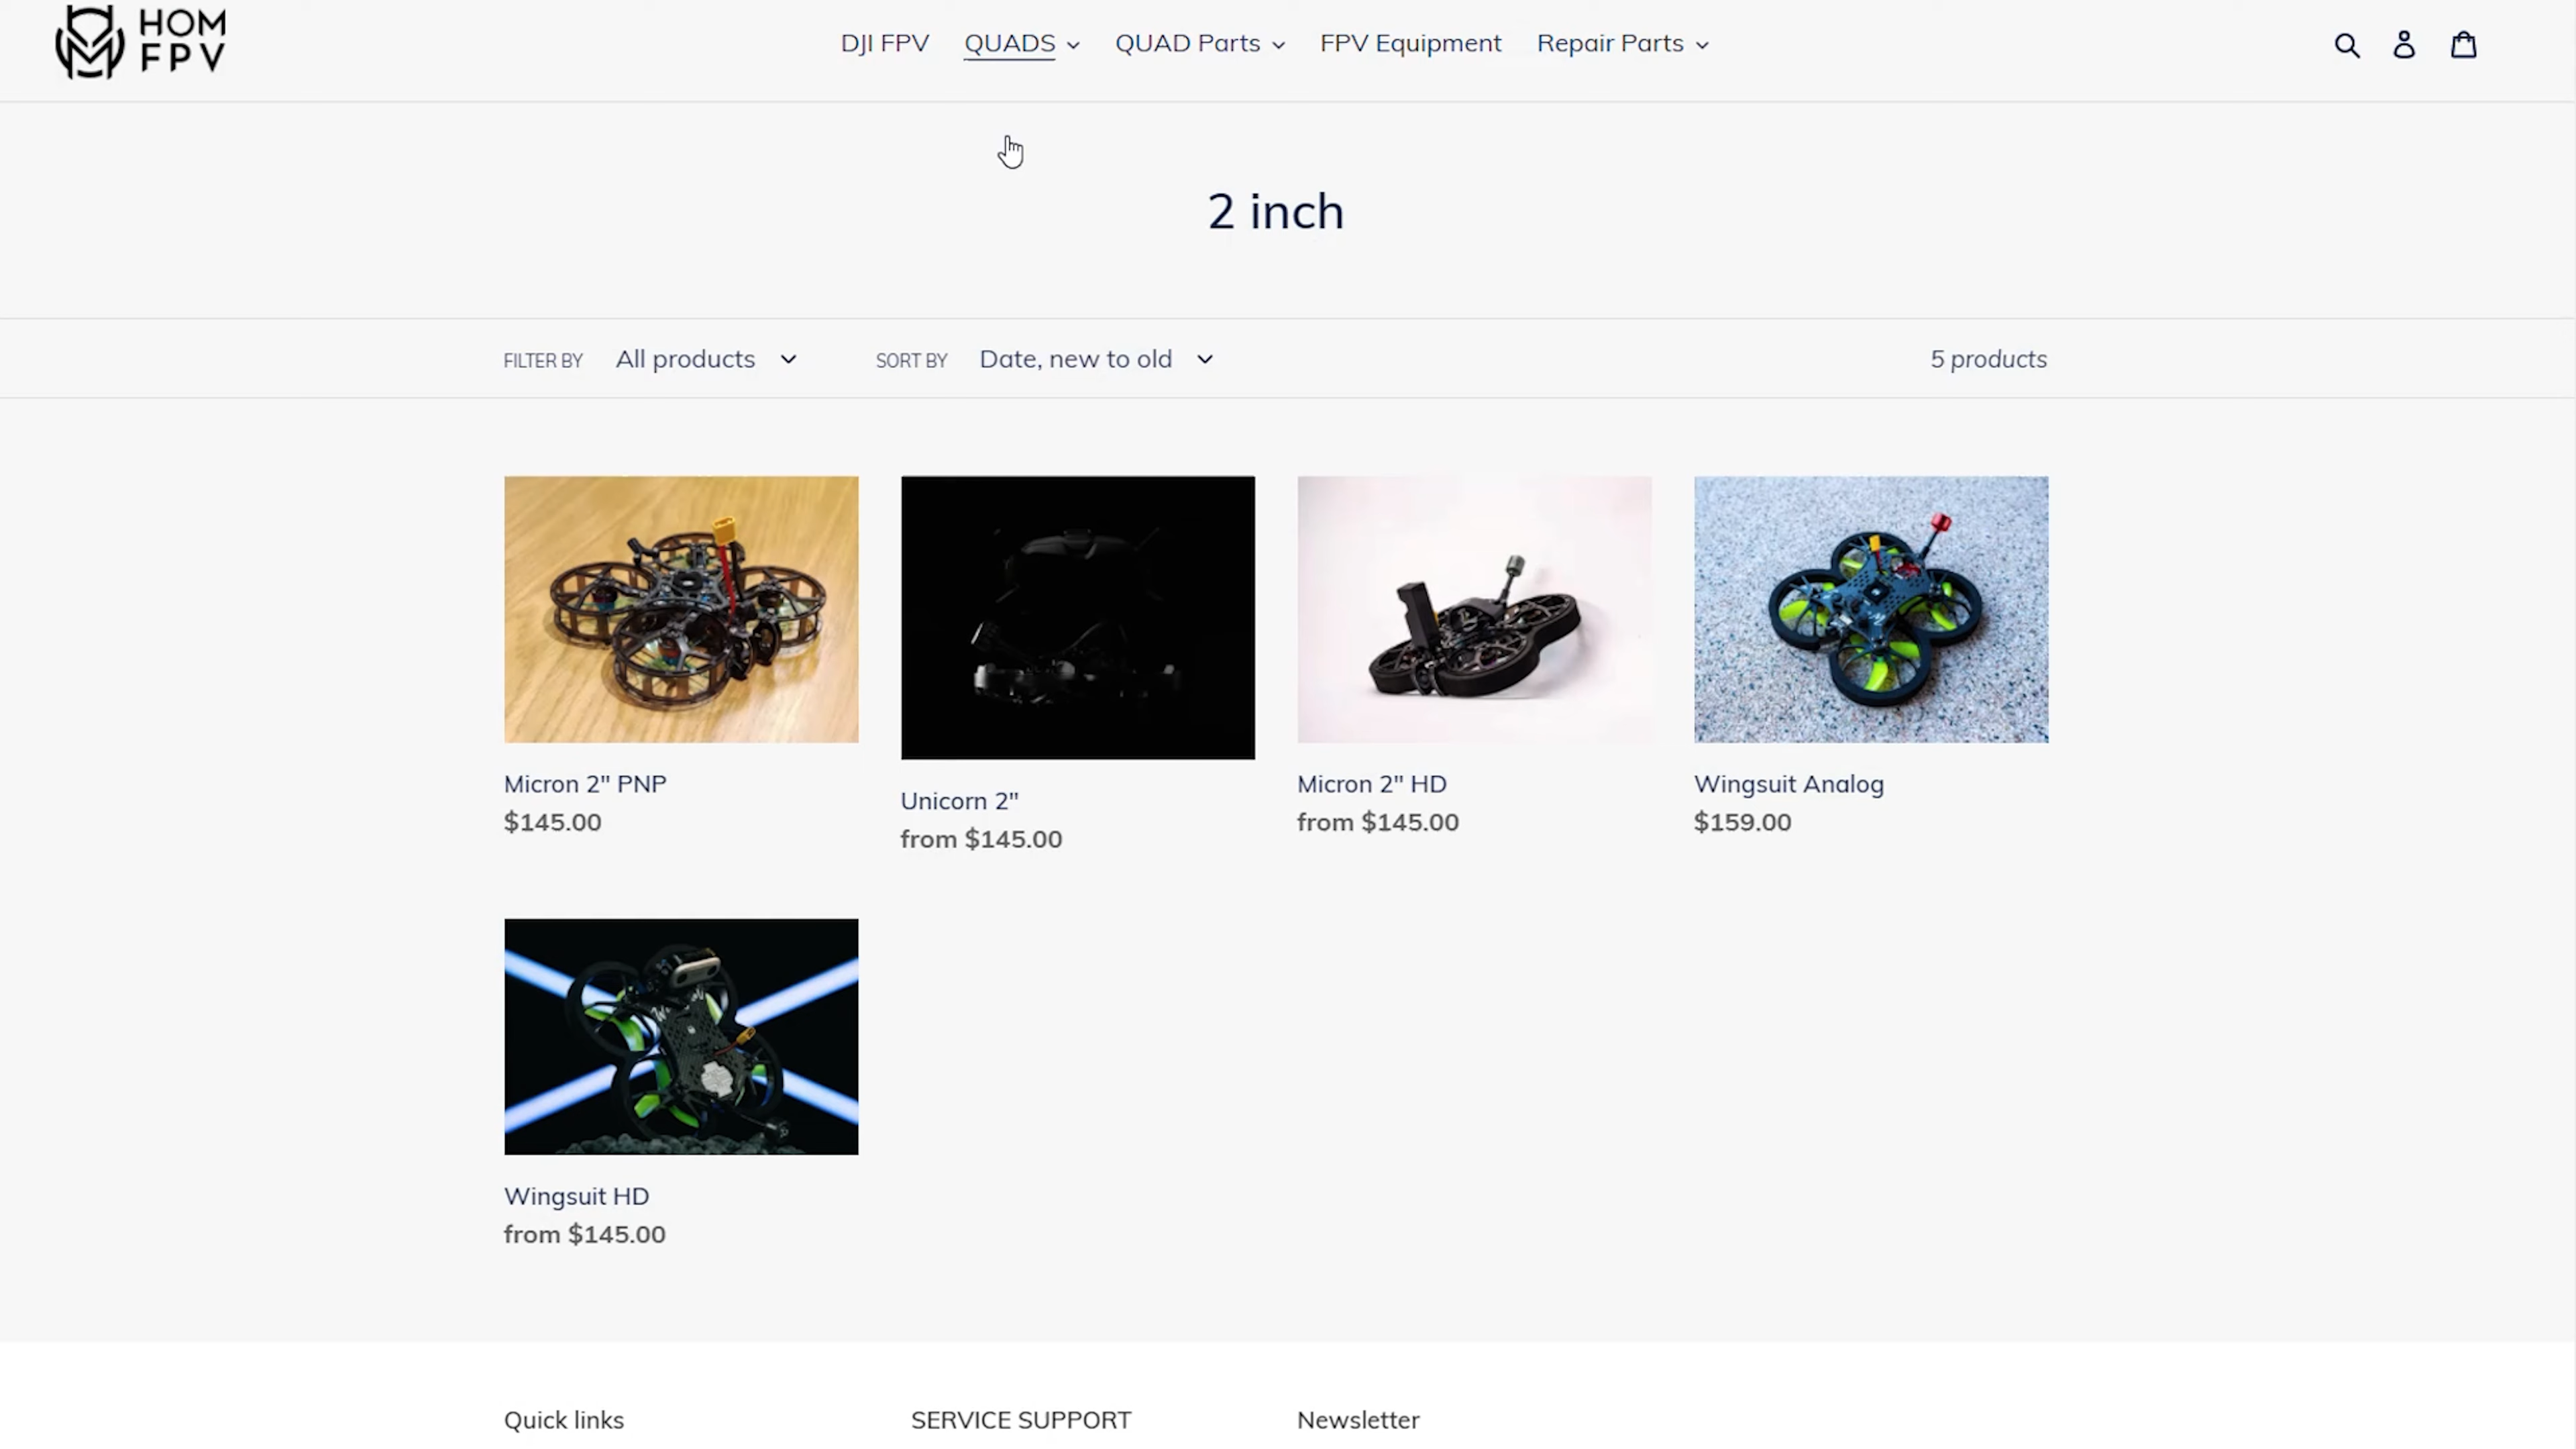 HOM
FPV
DJI FPV QUADS QUAD Parts FPV Equipment Repair Parts
2 inch
FILTER BY All products SORT BY Date, new to old 5 products
Micron 2" PNP
$145.00
Unicorn 2"
from $145.00
Micron 2" HD
from $145.00
Wingsuit Analog
$159.00
Wingsuit HD
from $145.00
Quick links SERVICE SUPPORT Newsletter